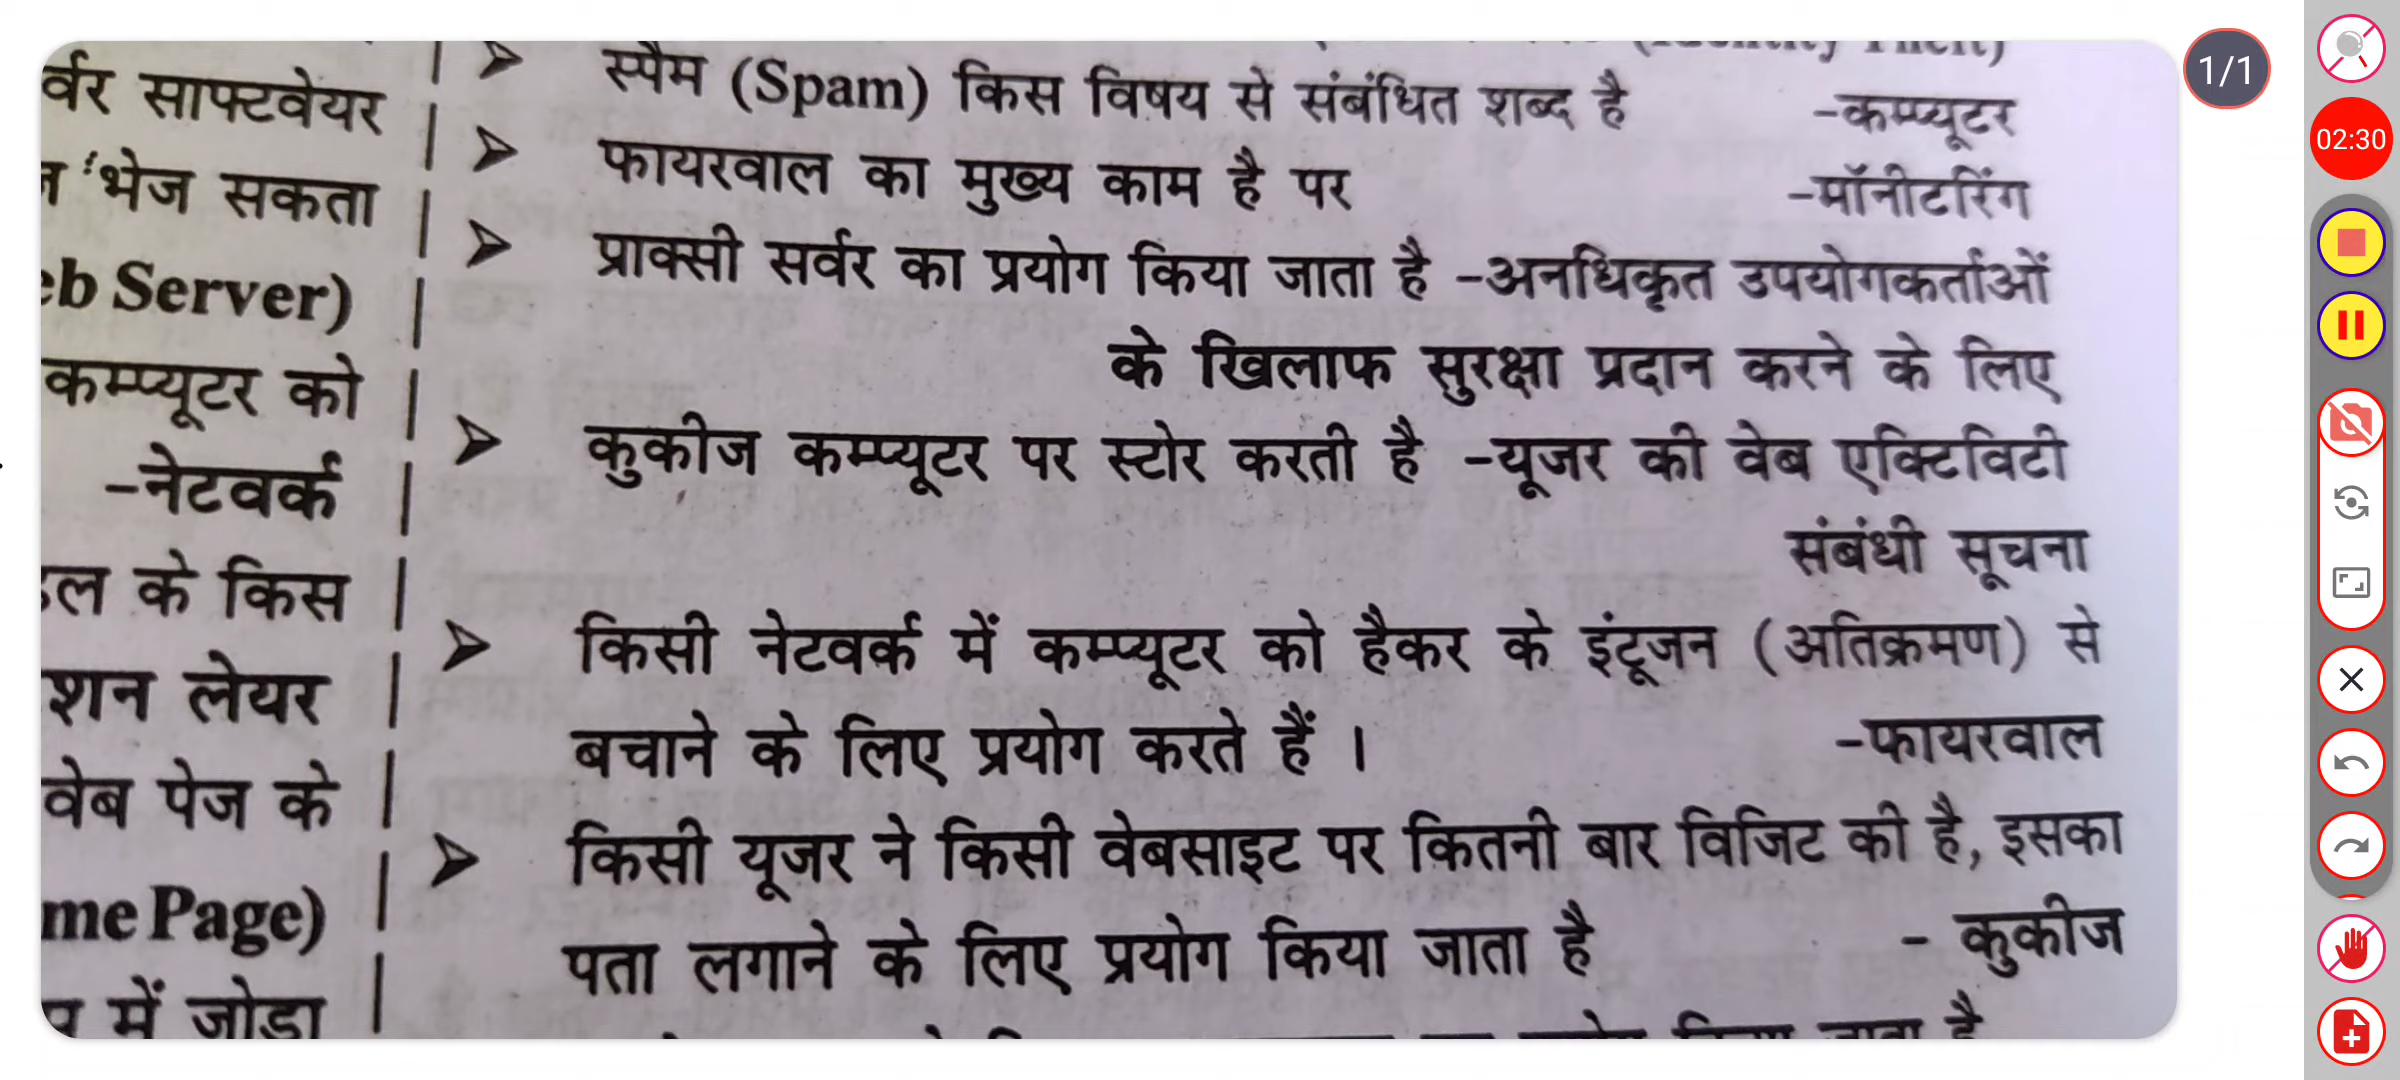 र्वर साफ्टवेयर
भेज सकता
eb Server)
कम्प्यूटर को
-नेटवर्क
के किस
शन लेयर
वेब पेज के
me Page)
में जोडा
स्पैम (Spam) किस विषय से संबंधित शब्द है -कम्प्यूटर
फायरवाल का मुख्य काम है पर -मॉनीटरिंग
प्राक्सी सर्वर का प्रयोग किया जाता है -अनधिकृत उपयोगकर्ताओं
के खिलाफ सुरक्षा प्रदान करने के लिए
कुकीज कम्प्यूटर पर स्टोर करती है -यूजर की वेब एक्टिविटी
संबंधी सूचना
किसी नेटवर्क में कम्प्यूटर को हैकर के इंटूजन (अतिक्रमण) से
बचाने के लिए प्रयोग करते हैं । -फायरवाल
किसी यूजर ने किसी वेबसाइट पर कितनी बार विजिट की है, इसका
पता लगाने के लिए प्रयोग किया जाता है - कुकीज
1/1
02:30